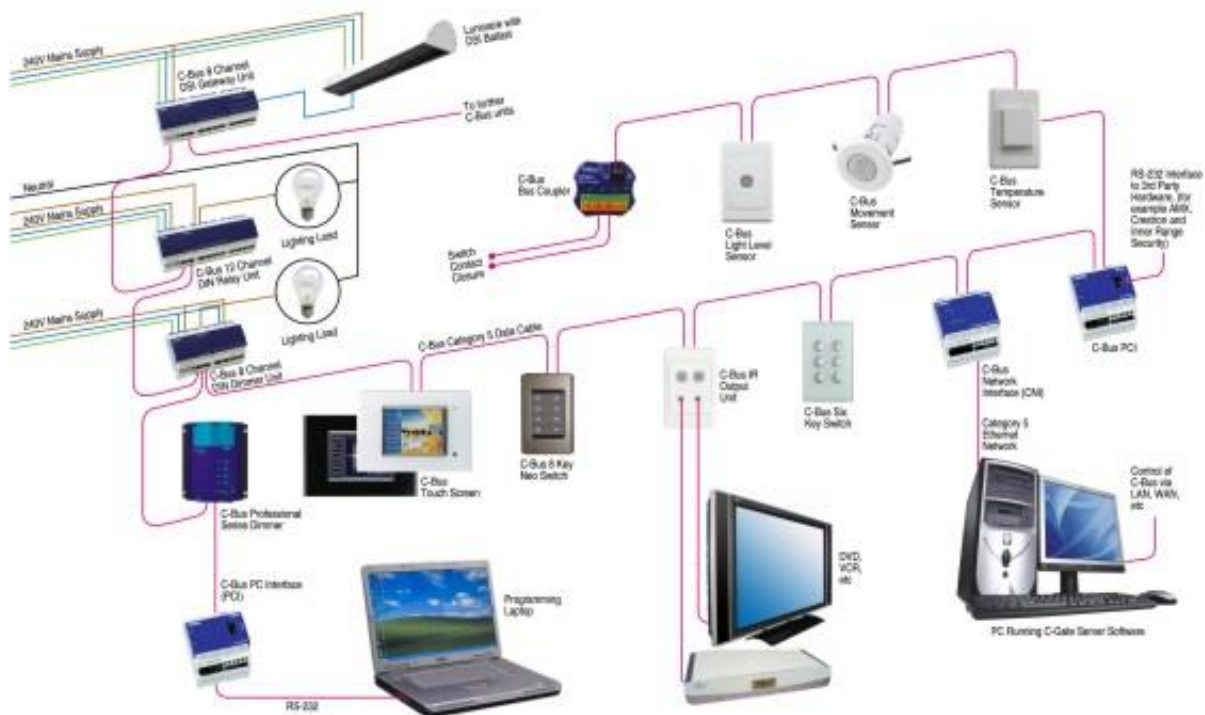 240V Mains Supply
C-Bus 8 Channel
DSI Gateway Unit
Luminaire with
DSI Ballast
To further
C-Bus units
Neutral
240V Mains Supply
Lighting Load
C-Bus 12 Channel
DIN Relay Unit
240V Mains Supply
Lighting Load
C-Bus 8 Channel
DIN Dimmer Unit
C-Bus
Bus Coupler
Switch
Contact
Closure
C-Bus
Light Level
Sensor
C-Bus
Movement
Sensor
C-Bus
Temperature
Sensor
RS-232 Interface
to 3rd Party
Hardware, (for
example AMX,
Crestron and
Inner Range
Security)
C-Bus PCI
C-Bus
Network
Interface (CNI)
Category 5
Ethernet
Network
C-Bus Category 5 Data Cable
C-Bus
Touch Screen
C-Bus 8 Key
Neo Switch
C-Bus IR
Output
Unit
C-Bus Six
Key Switch
C-Bus Professional
Series Dimmer
C-Bus PC Interface
(PCI)
RS-232
Programming
Laptop
DVD,
VCR,
etc
Control of
C-Bus via
LAN, WAN,
etc
PC Running C-Gate Server Software